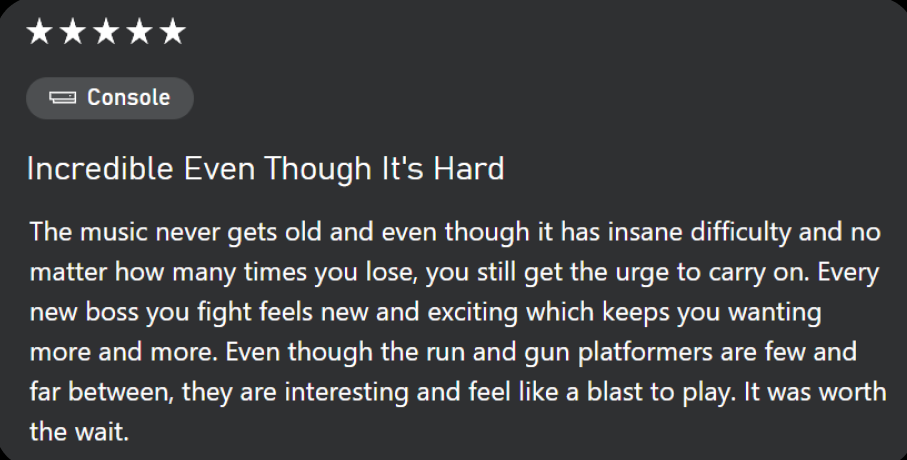 Console
Incredible Even Though It's Hard
The music never gets old and even though it has insane difficulty and no
matter how many times you lose, you still get the urge to carry on. Every
new boss you fight feels new and exciting which keeps you wanting
more and more. Even though the run and gun platformers are few and
far between, they are interesting and feel like a blast to play. It was worth
the wait.